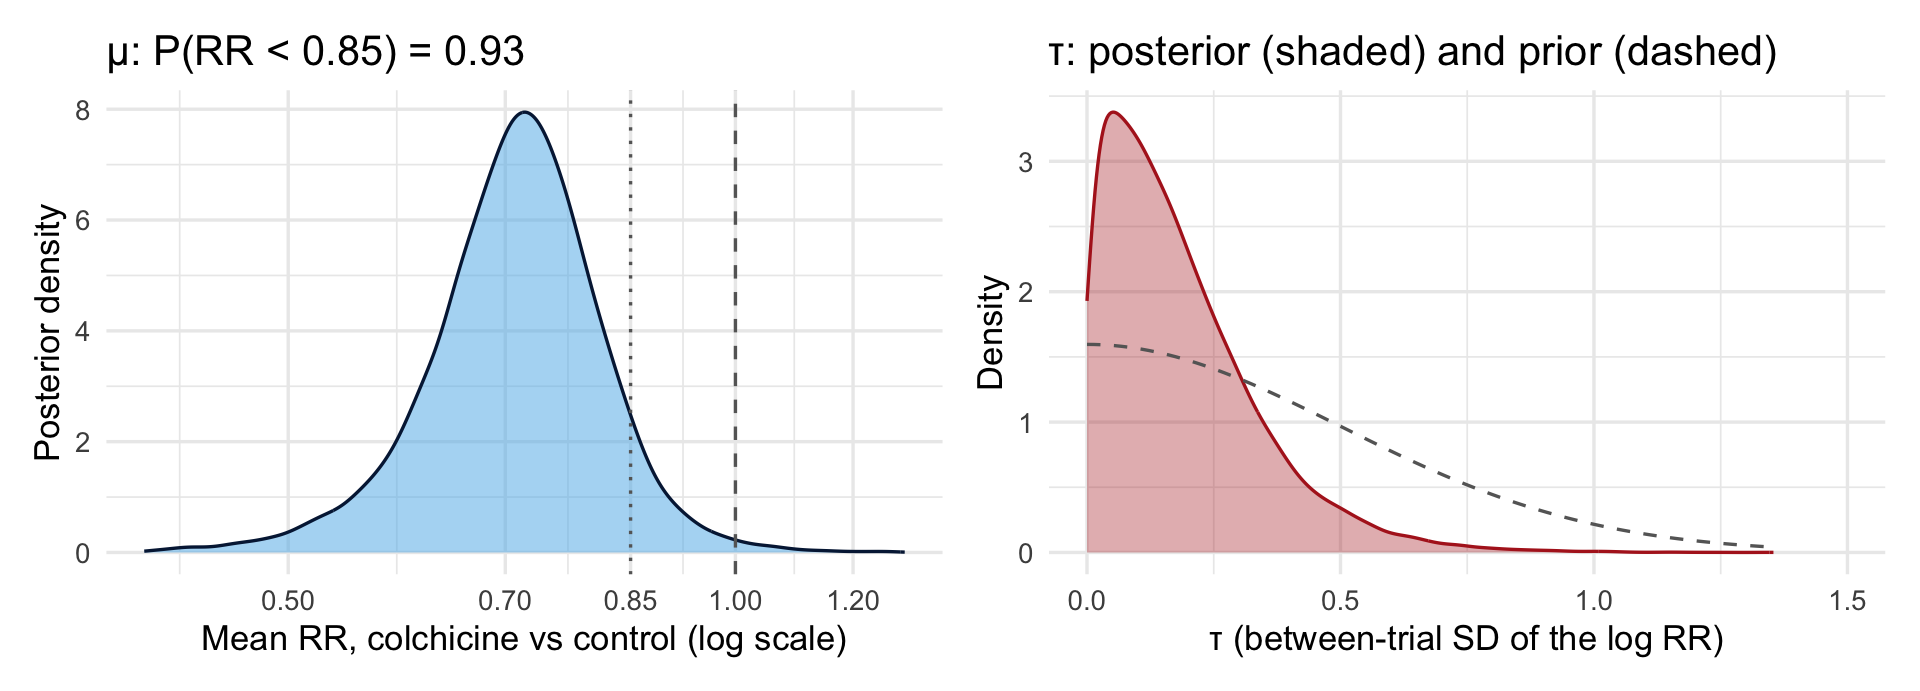 μ: P(RR < 0.85) = 0.93
Posterior density
8
6
4
2
0
0.50 0.70 0.85 1.00 1.20
Mean RR, colchicine vs control (log scale)
τ: posterior (shaded) and prior (dashed)
Density
3
2
1
0
0.0 0.5 1.0 1.5
τ (between-trial SD of the log RR)